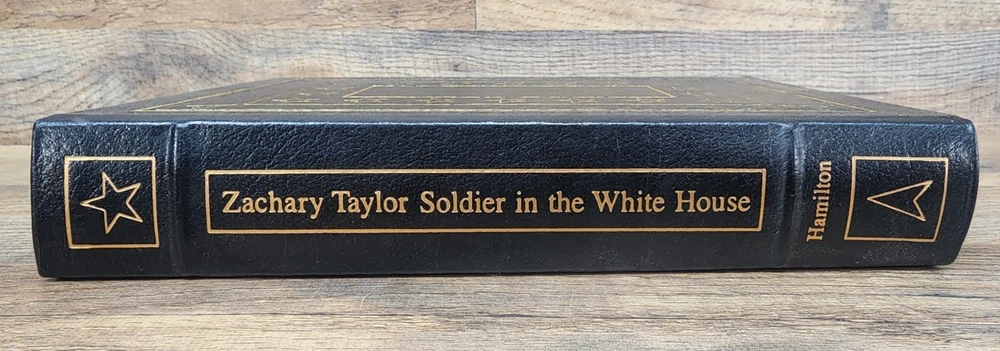 Zachary Taylor Soldier in the White House
Hamilton